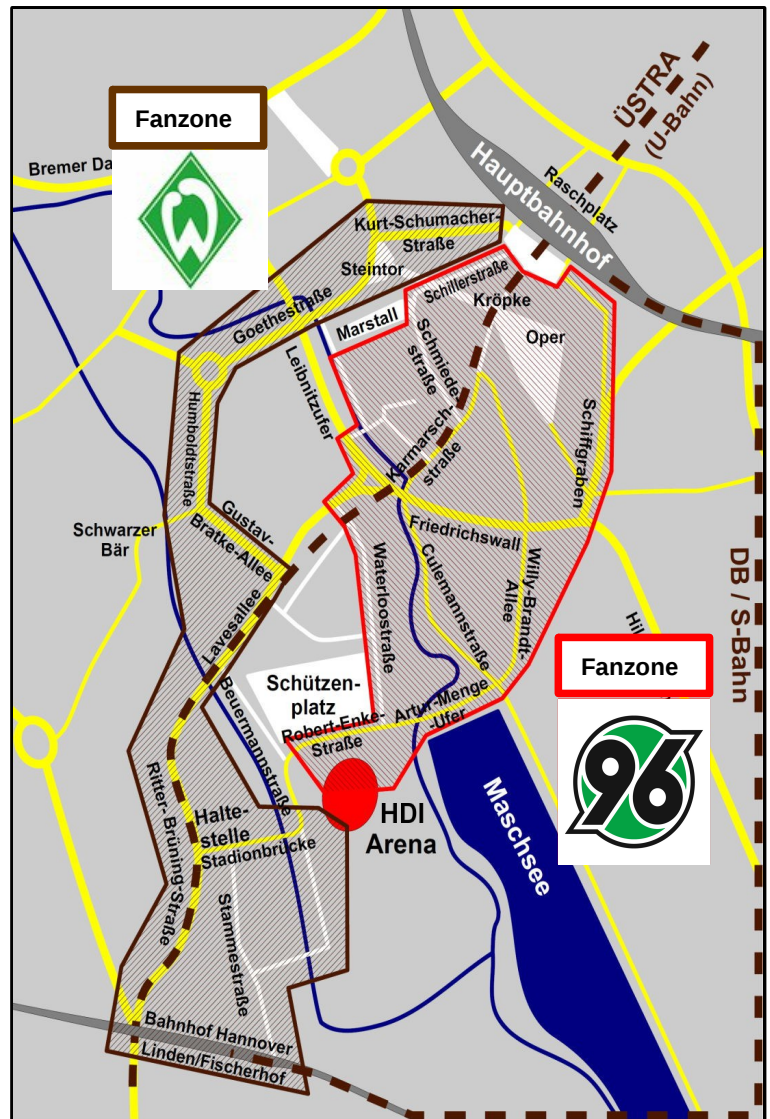 ÜSTRA
(U-Bahn)
Fanzone
Bremer Da
Raschplatz
Hauptbahnhof
Kurt-Schumacher-
Straße
Steintor
Schillerstraße
Kröpke
Goethestraße
Marstall
Oper
Schmiede-
straße
Leibnitzufer
Humboldtstraße
Karmarsch-
straße
Schiffgraben
Gustav-
Bratke-Allee
Schwarzer
Bär
Friedrichswall
Waterloostraße
Culemannstraße
Willy-Brandt-
Allee
DB / S-Bahn
Hil
Lavesallee
Fanzone
Beuermannstraße
Schützen-
platz
Robert-Enke-
Straße
Artur-Menge
-Ufer
96
Ritter-Brüning-Straße
Halte-
stelle
Stadionbrücke
HDI
Arena
Maschsee
Stammestraße
Bahnhof Hannover
Linden/Fischerhof